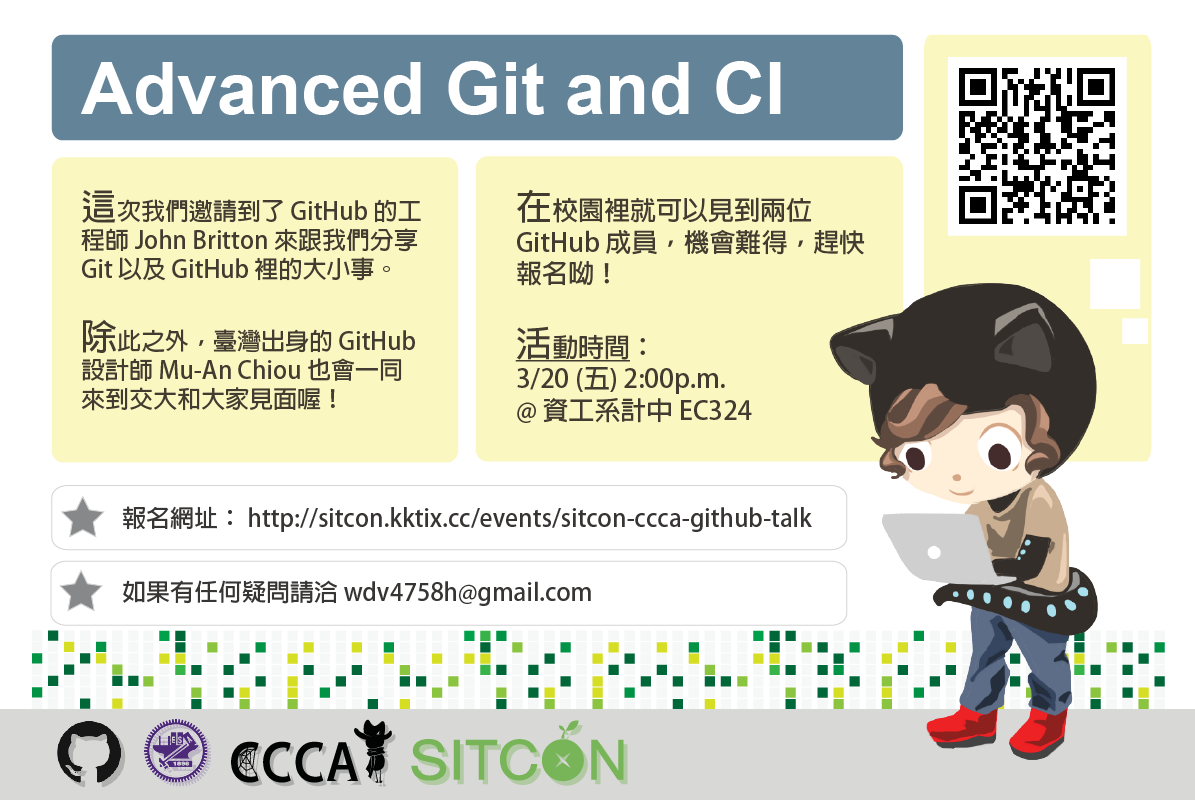 Advanced Git and CI
這次我們邀請到了 GitHub 的工
程師 John Britton 來跟我們分享
Git 以及 GitHub 裡的大小事。
除此之外，臺灣出身的 GitHub
設計師 Mu-An Chiou 也會一同
來到交大和大家見面喔！
在校園裡就可以見到兩位
GitHub 成員，機會難得，趕快
報名呦！
活動時間：
3/20 (五) 2:00p.m.
@ 資工系計中 EC324
報名網址： http://sitcon.kktix.cc/events/sitcon-ccca-github-talk
如果有任何疑問請洽 wdv4758h@gmail.com
1896
CCCA
SITCON